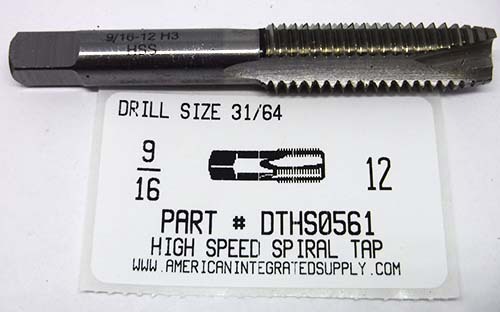 9/16-12 H3
HSS
DRILL SIZE 31/64
9
16
12
PART # DTHS0561
HIGH SPEED SPIRAL TAP
WWW.AMERICANINTEGRATEDSUPPLY.COM